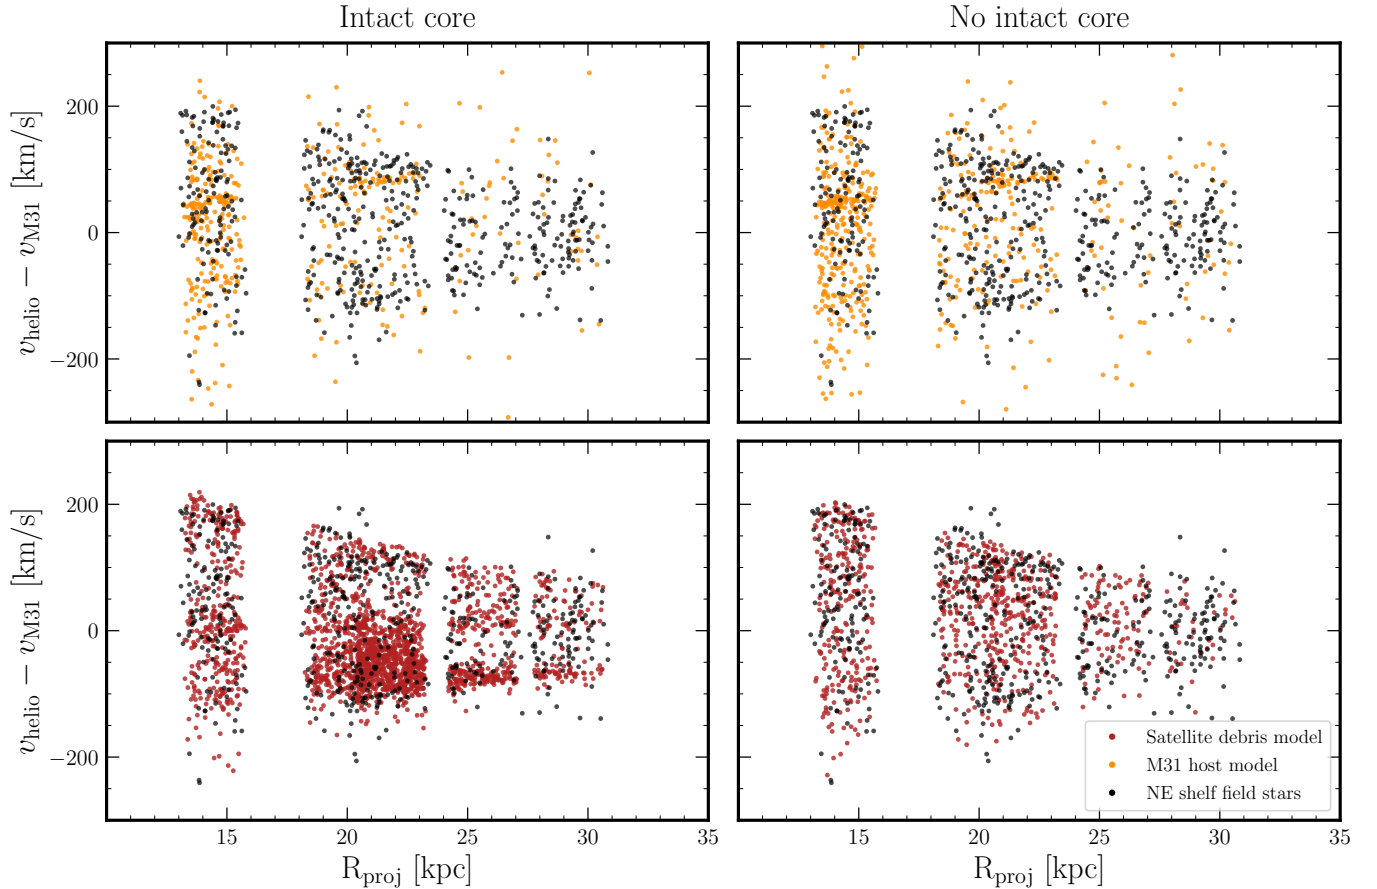 Intact core
No intact core
v_helio − v_M31 [km/s]
200
0
−200
v_helio − v_M31 [km/s]
200
0
−200
Satellite debris model
M31 host model
NE shelf field stars
15 20 25 30 35
15 20 25 30 35
R_proj [kpc]
R_proj [kpc]